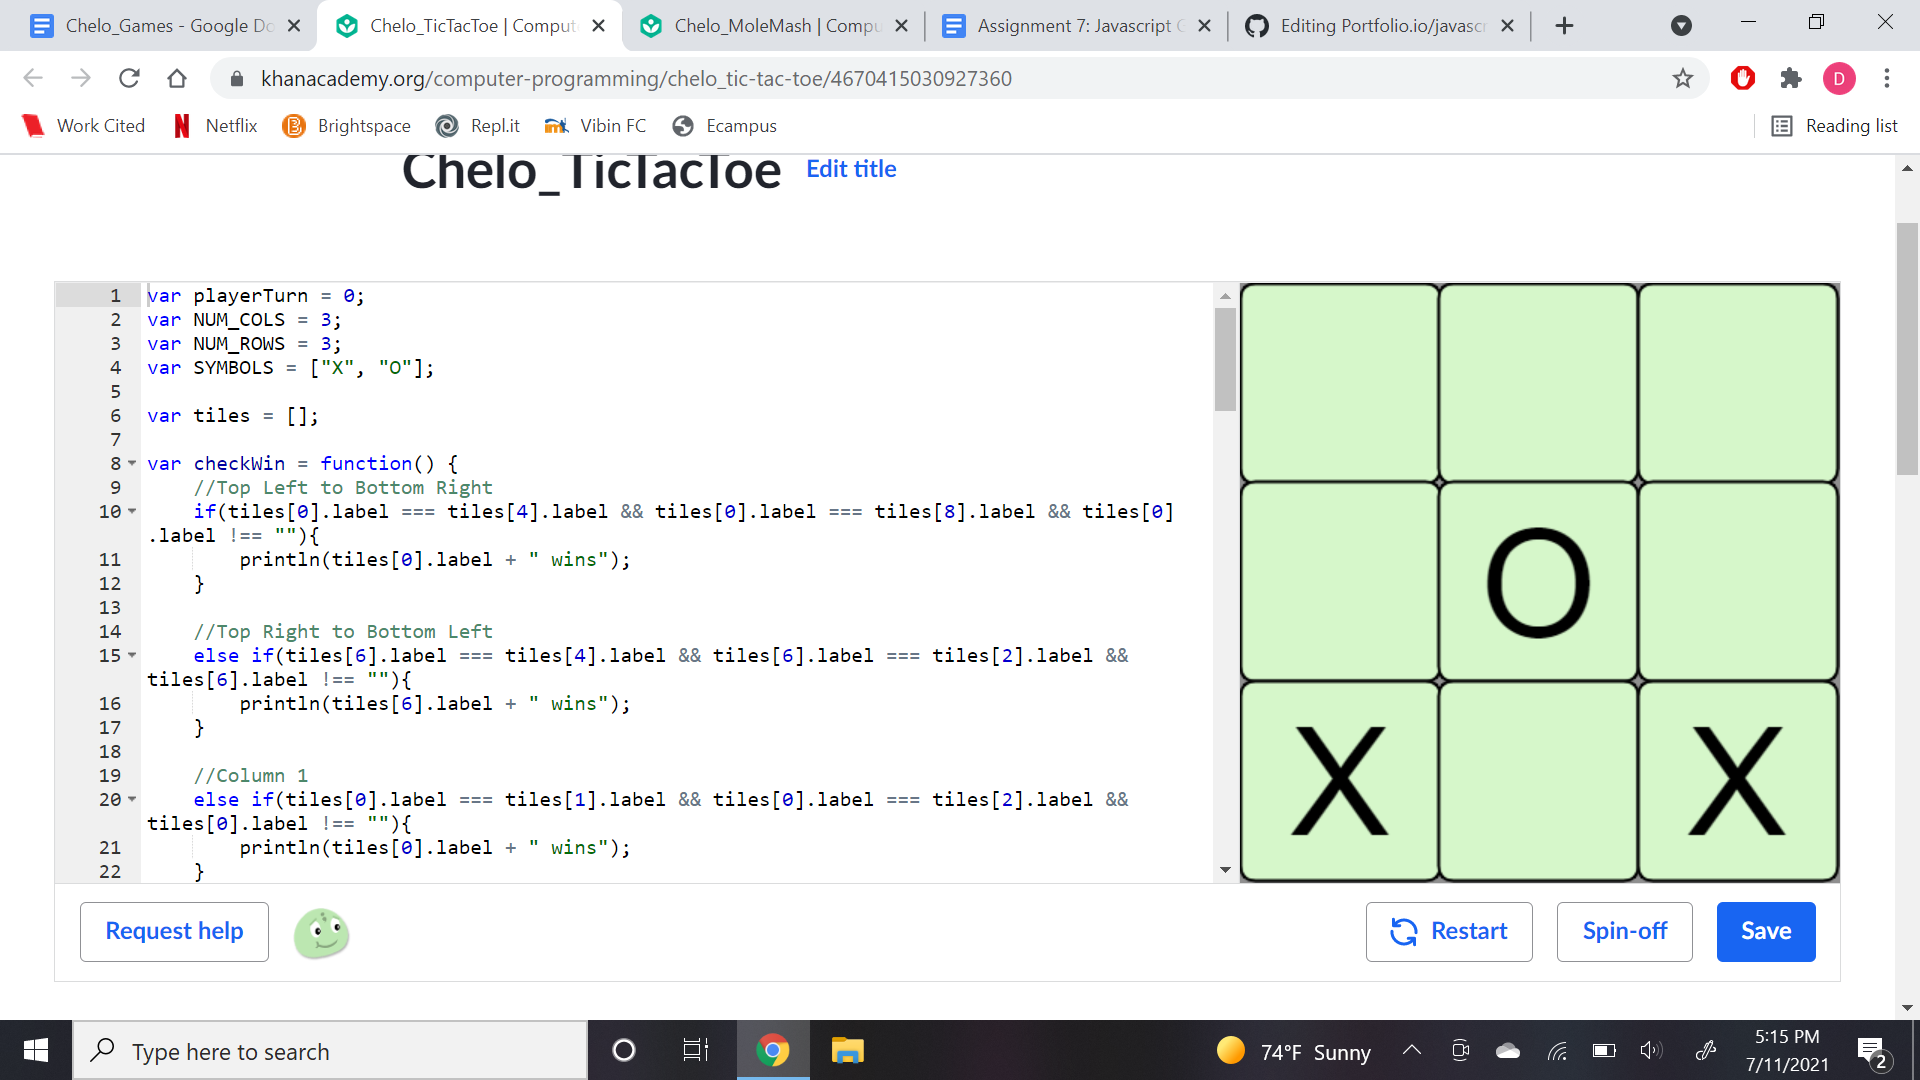 Chelo_Games - Google Do
Chelo_TicTacToe | Comput
Chelo_MoleMash | Compu
Assignment 7: Javascript G
Editing Portfolio.io/javascr
khanacademy.org/computer-programming/chelo_tic-tac-toe/4670415030927360
D
Work Cited
Netflix
Brightspace
Repl.it
Vibin FC
Ecampus
Reading list
Chelo_TicTacToe
Edit title
1 var playerTurn = 0;
2 var NUM_COLS = 3;
3 var NUM_ROWS = 3;
4 var SYMBOLS = ["X", "O"];
5
6 var tiles = [];
7
8 var checkWin = function() {
9 //Top Left to Bottom Right
10 if(tiles[0].label === tiles[4].label && tiles[0].label === tiles[8].label && tiles[0]
.label !== ""){
11 println(tiles[0].label + " wins");
12 }
13
14 //Top Right to Bottom Left
15 else if(tiles[6].label === tiles[4].label && tiles[6].label === tiles[2].label &&
tiles[6].label !== ""){
16 println(tiles[6].label + " wins");
17 }
18
19 //Column 1
20 else if(tiles[0].label === tiles[1].label && tiles[0].label === tiles[2].label &&
tiles[0].label !== ""){
21 println(tiles[0].label + " wins");
22 }
O
X X
Request help
Restart
Spin-off
Save
Type here to search
74°F Sunny
5:15 PM
7/11/2021
2